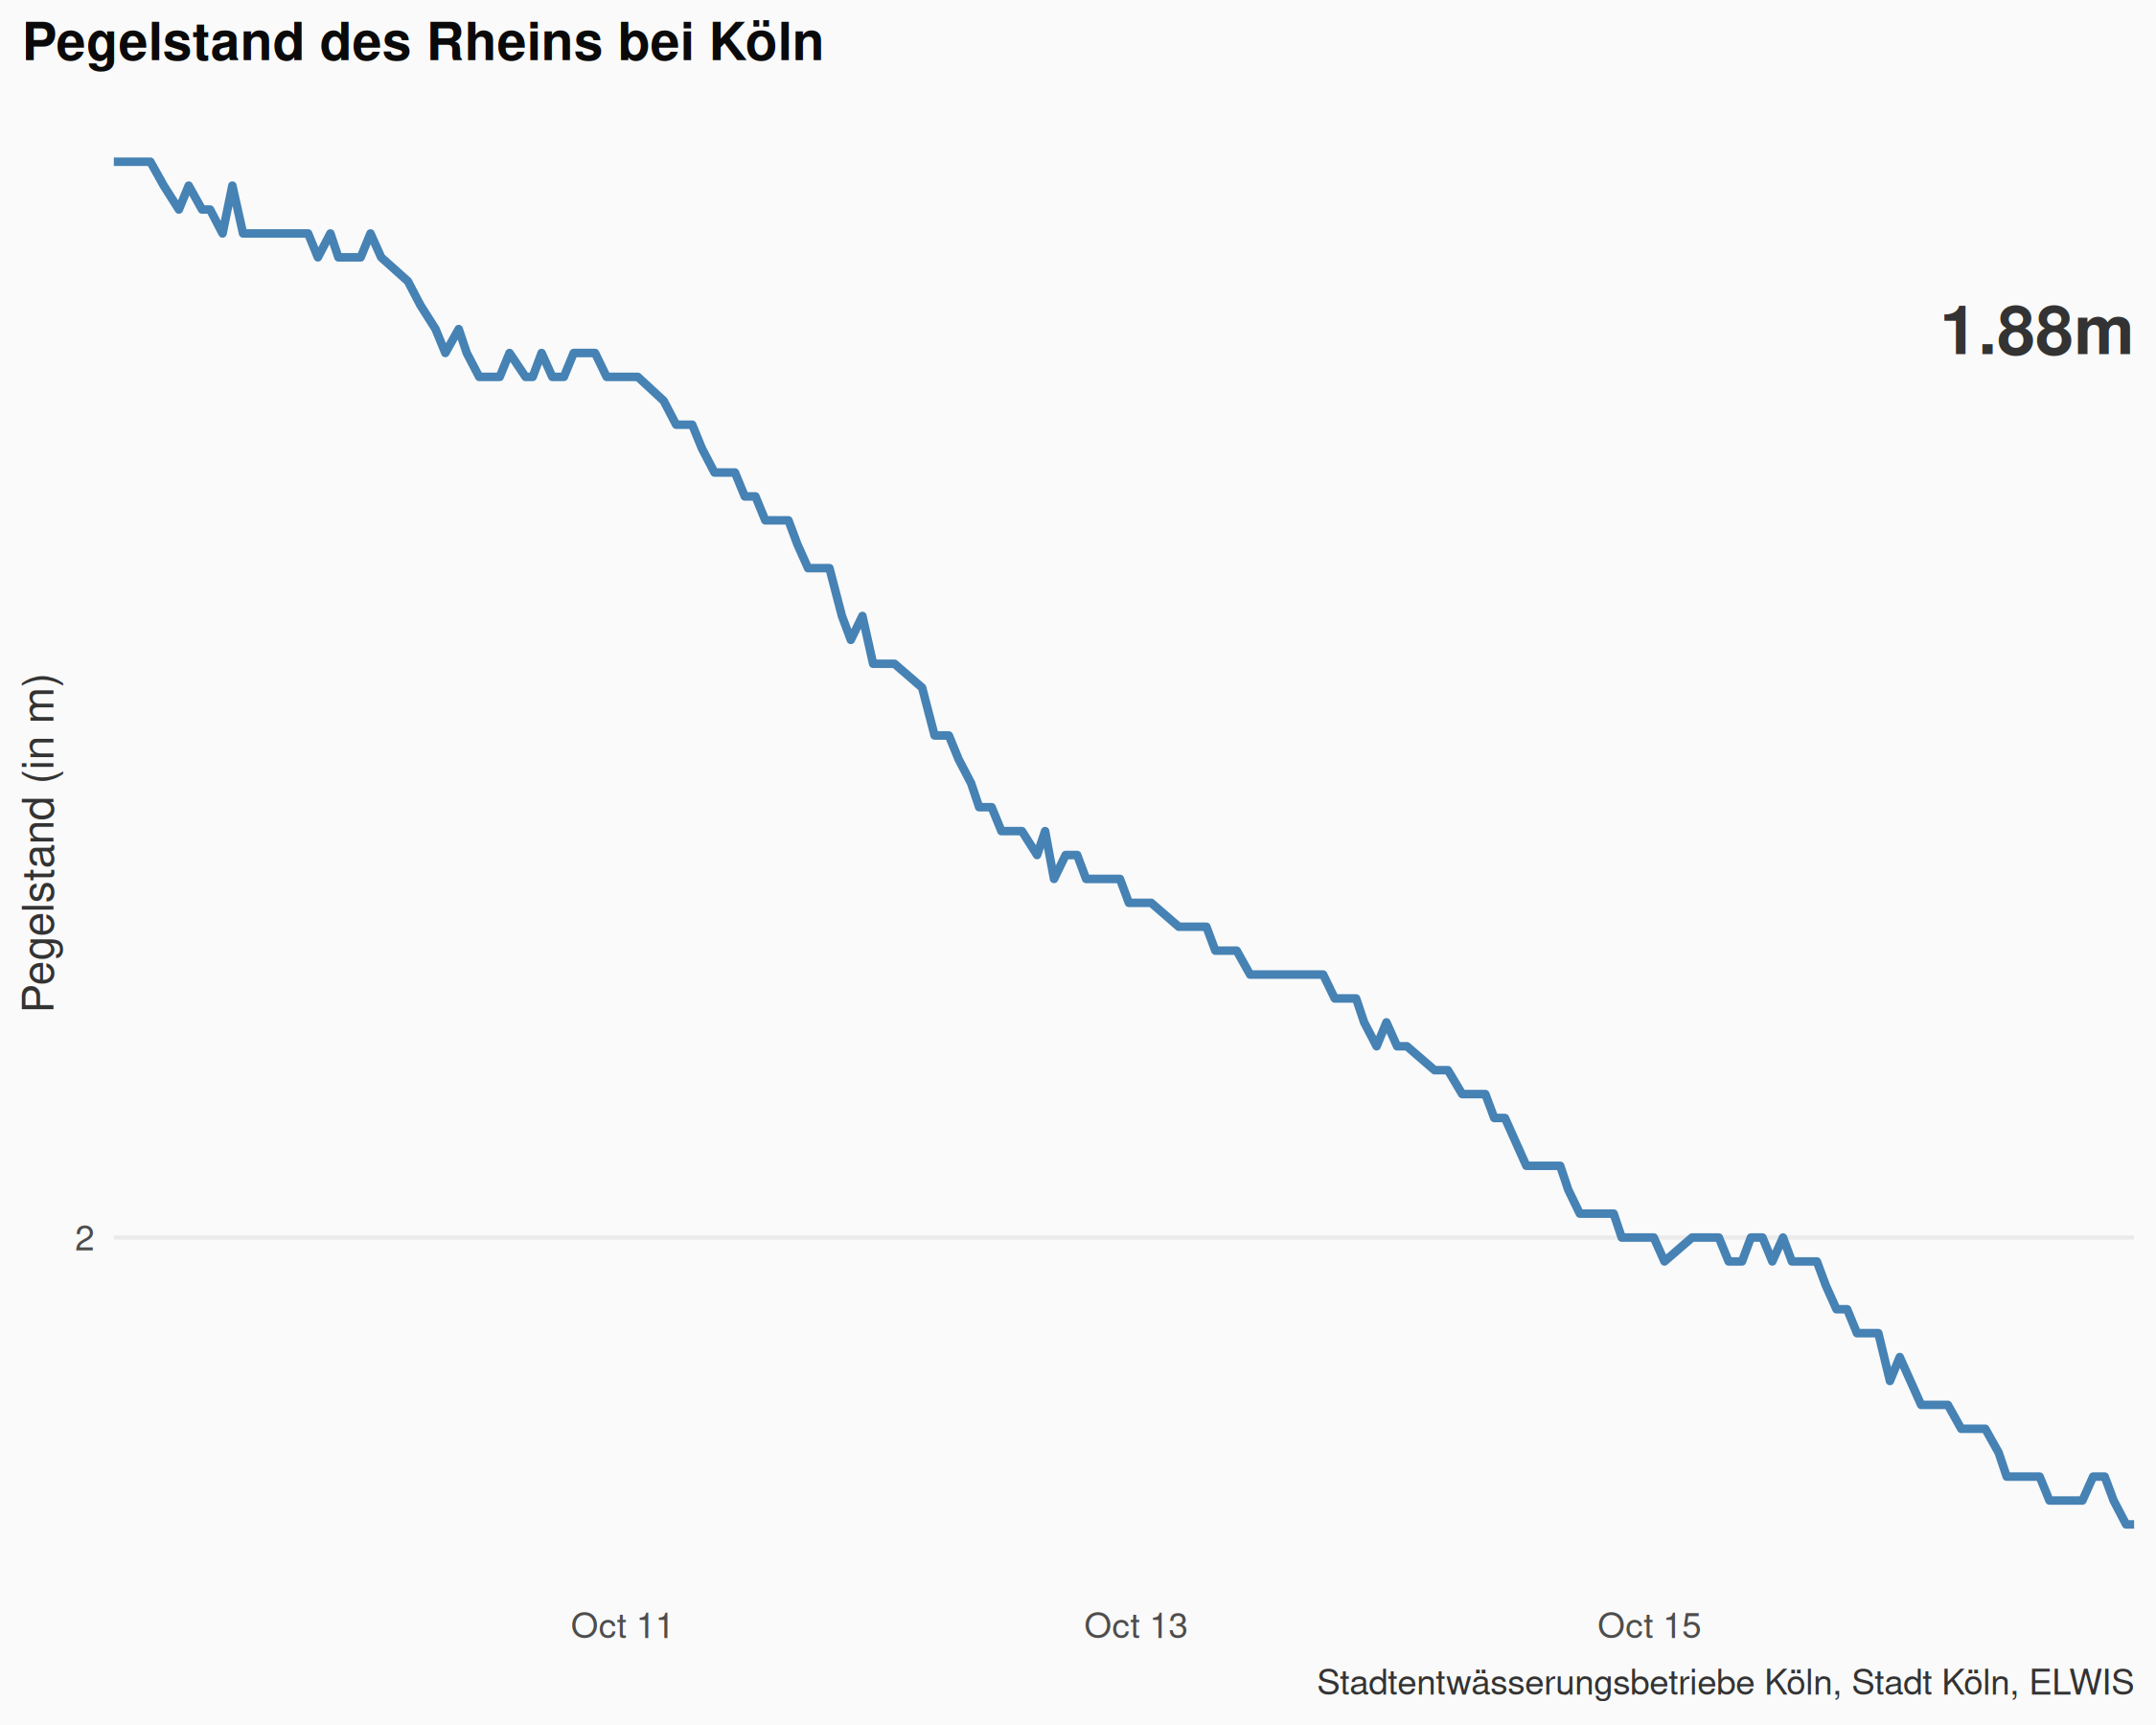 Pegelstand des Rheins bei Köln
1.88m
Pegelstand (in m)
2
Oct 11
Oct 13
Oct 15
Stadtentwässerungsbetriebe Köln, Stadt Köln, ELWIS